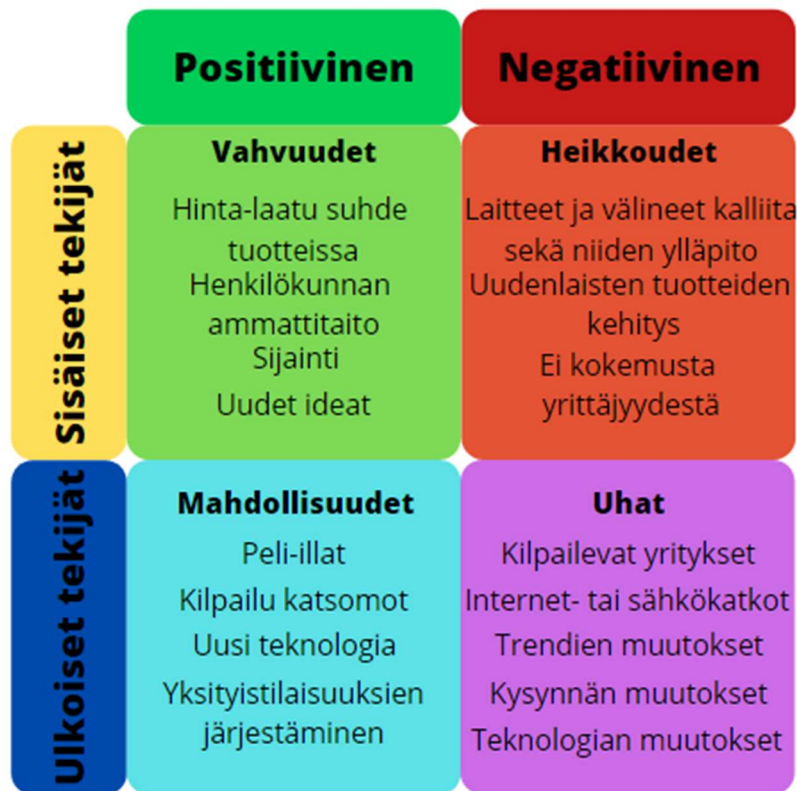 Positiivinen
Negatiivinen
Sisäiset tekijät
Vahvuudet
Hinta-laatu suhde
tuotteissa
Henkilökunnan
ammattitaito
Sijainti
Uudet ideat
Heikkoudet
Laitteet ja välineet kalliita
sekä niiden ylläpito
Uudenlaisten tuotteiden
kehitys
Ei kokemusta
yrittäjyydestä
Ulkoiset tekijät
Mahdollisuudet
Peli-illat
Kilpailu katsomot
Uusi teknologia
Yksityistilaisuuksien
järjestäminen
Uhat
Kilpailevat yritykset
Internet- tai sähkökatkot
Trendien muutokset
Kysynnän muutokset
Teknologian muutokset